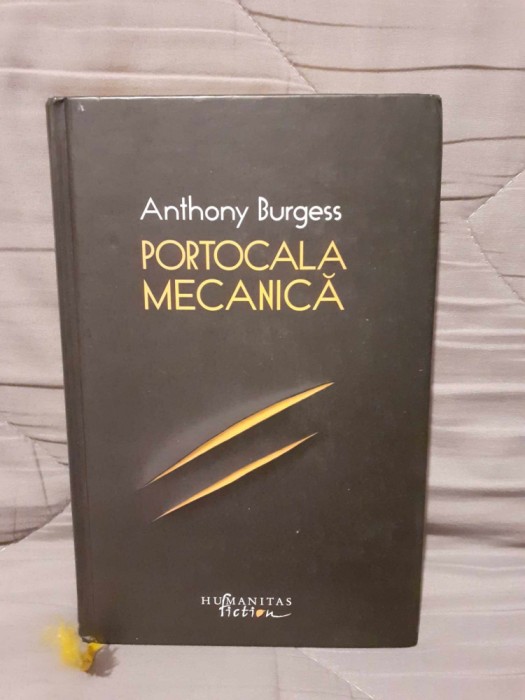 Anthony Burgess
PORTOCALA
MECANICĂ
HUMANITAS
fiction